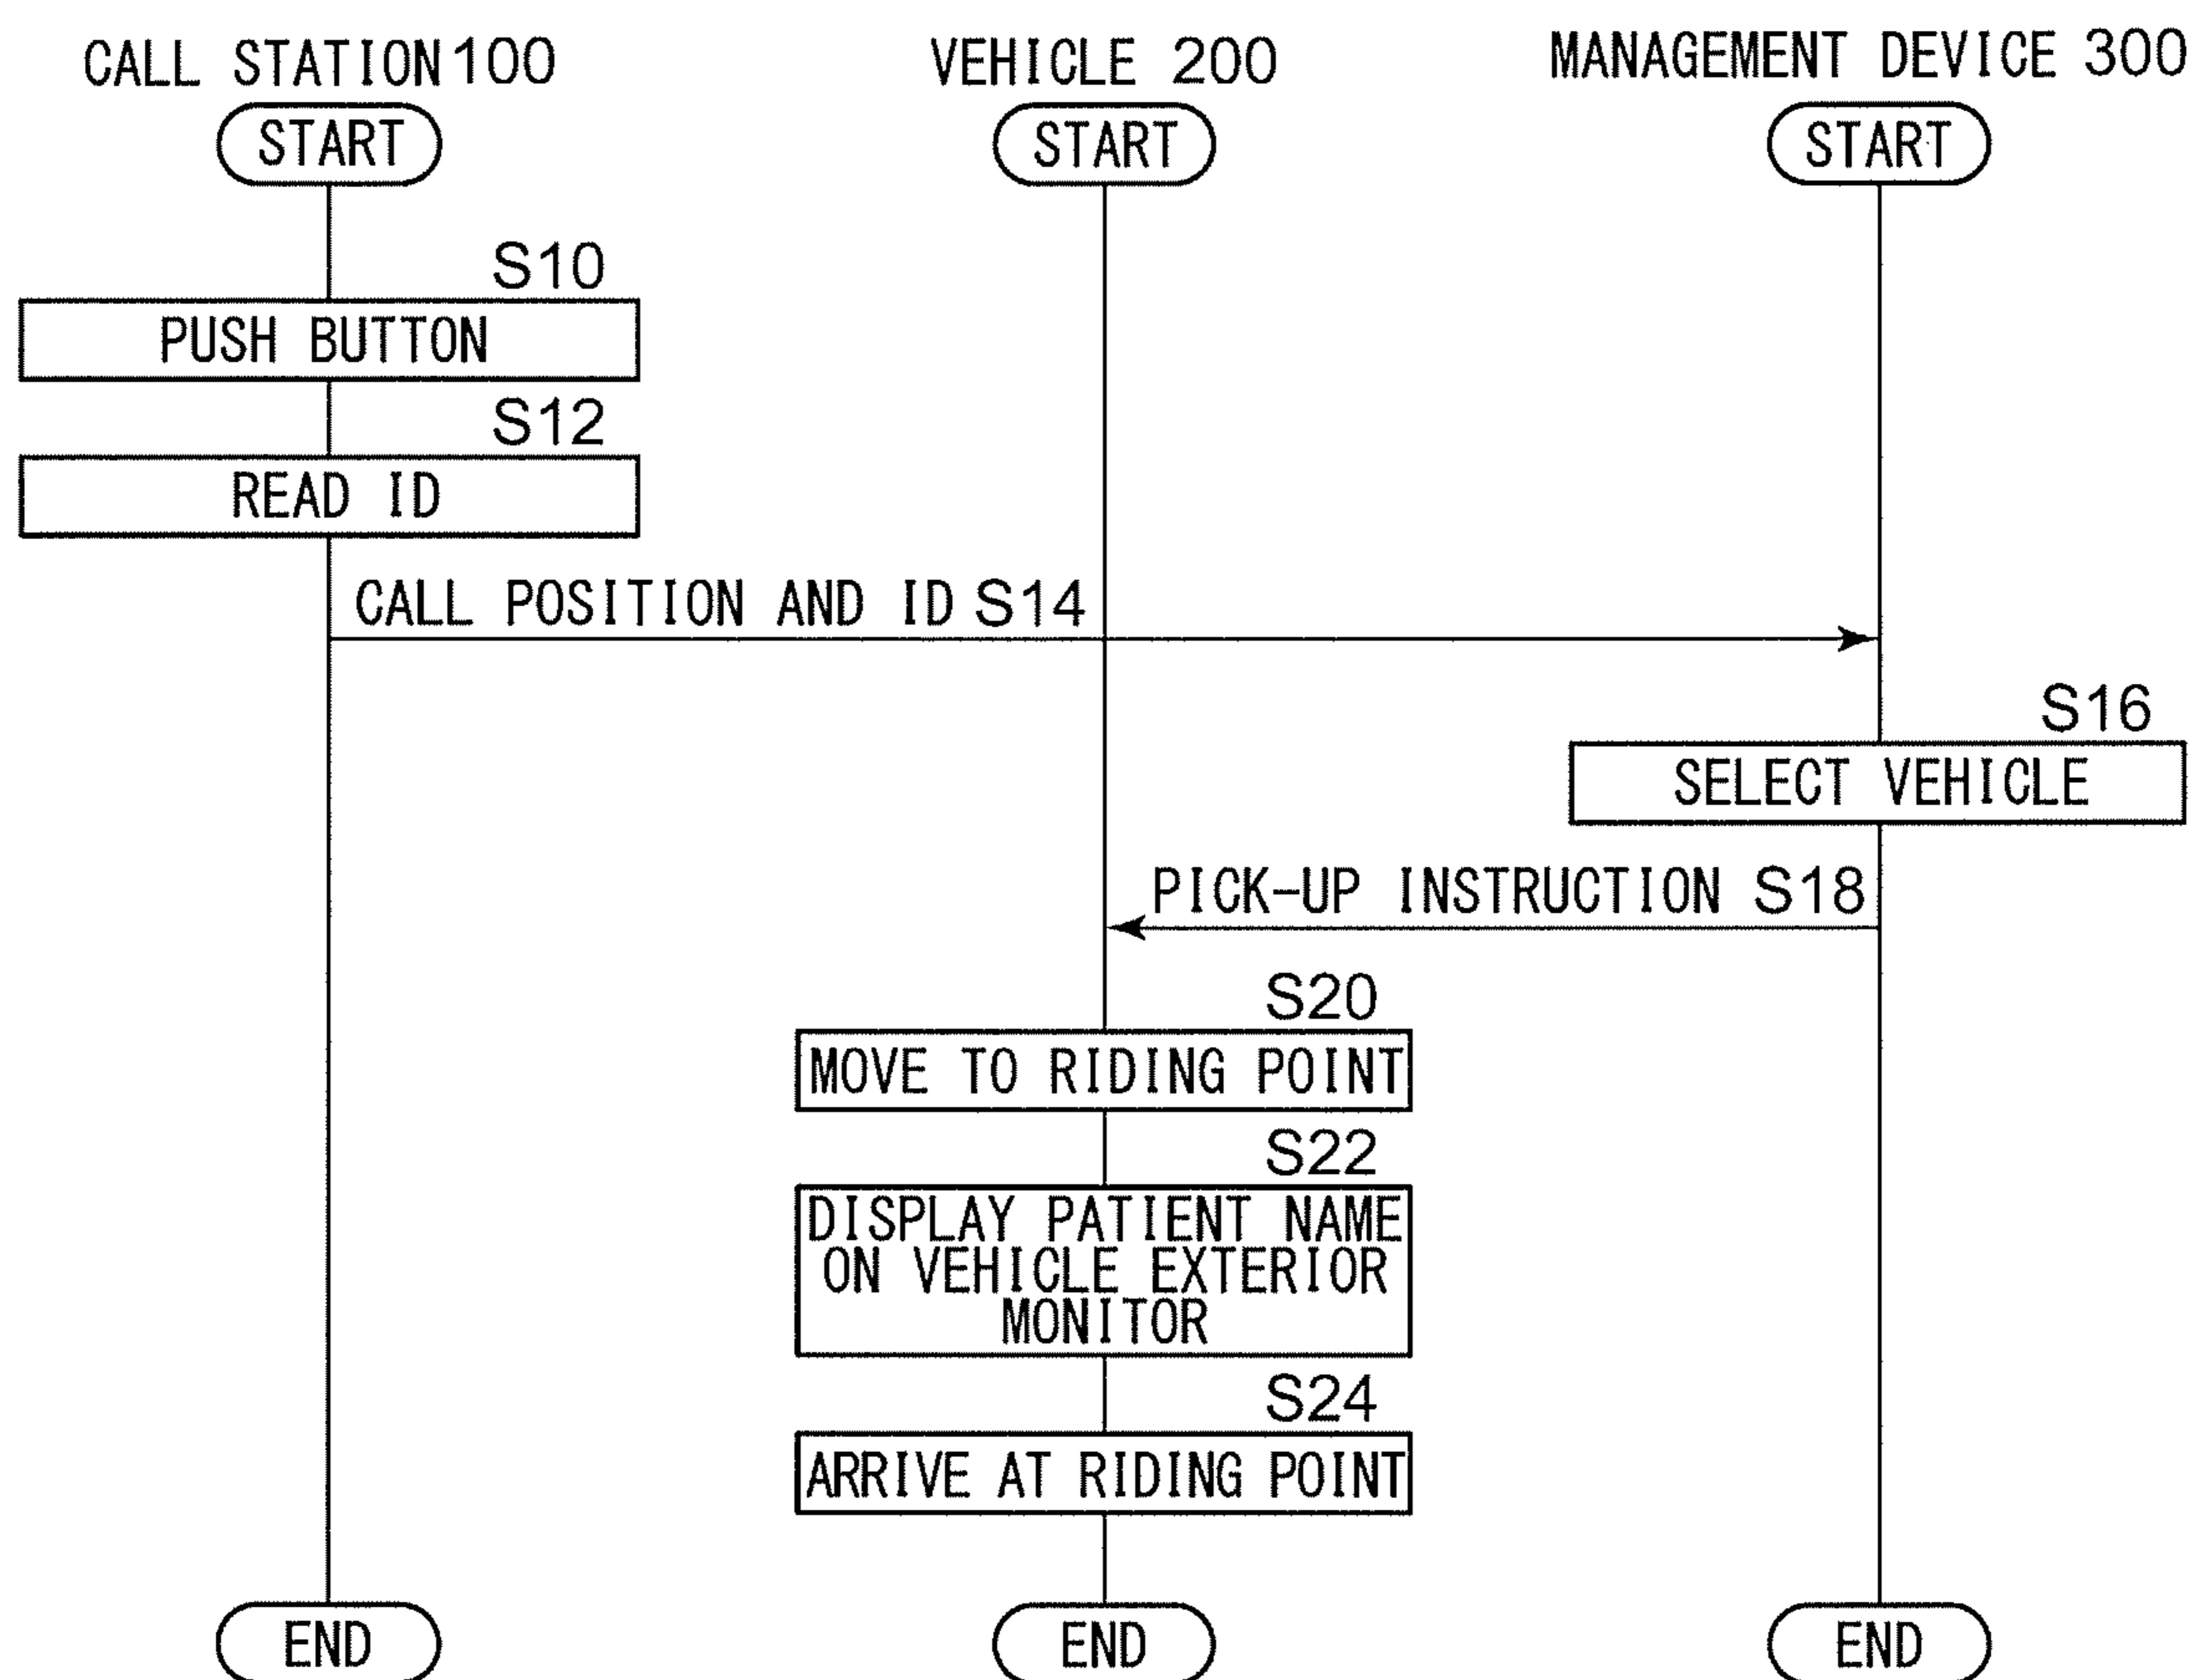 CALL STATION 100
VEHICLE 200
MANAGEMENT DEVICE 300
START
START
START
S10
PUSH BUTTON
S12
READ ID
CALL POSITION AND ID S14
S16
SELECT VEHICLE
PICK-UP INSTRUCTION S18
S20
MOVE TO RIDING POINT
S22
DISPLAY PATIENT NAME
ON VEHICLE EXTERIOR
MONITOR
S24
ARRIVE AT RIDING POINT
END
END
END